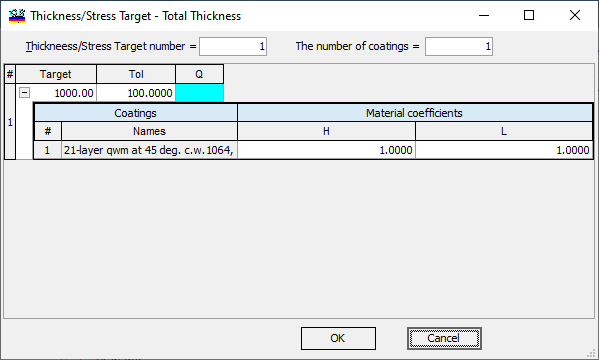 Thickness/Stress Target - Total Thickness
Thickneess/Stress Target number = 1 The number of coatings = 1
# Target Tol Q
1 1000.00 100.0000
Coatings Material coefficients
# Names H L
1 21-layer qwm at 45 deg. c.w.1064, 1.0000 1.0000
OK Cancel